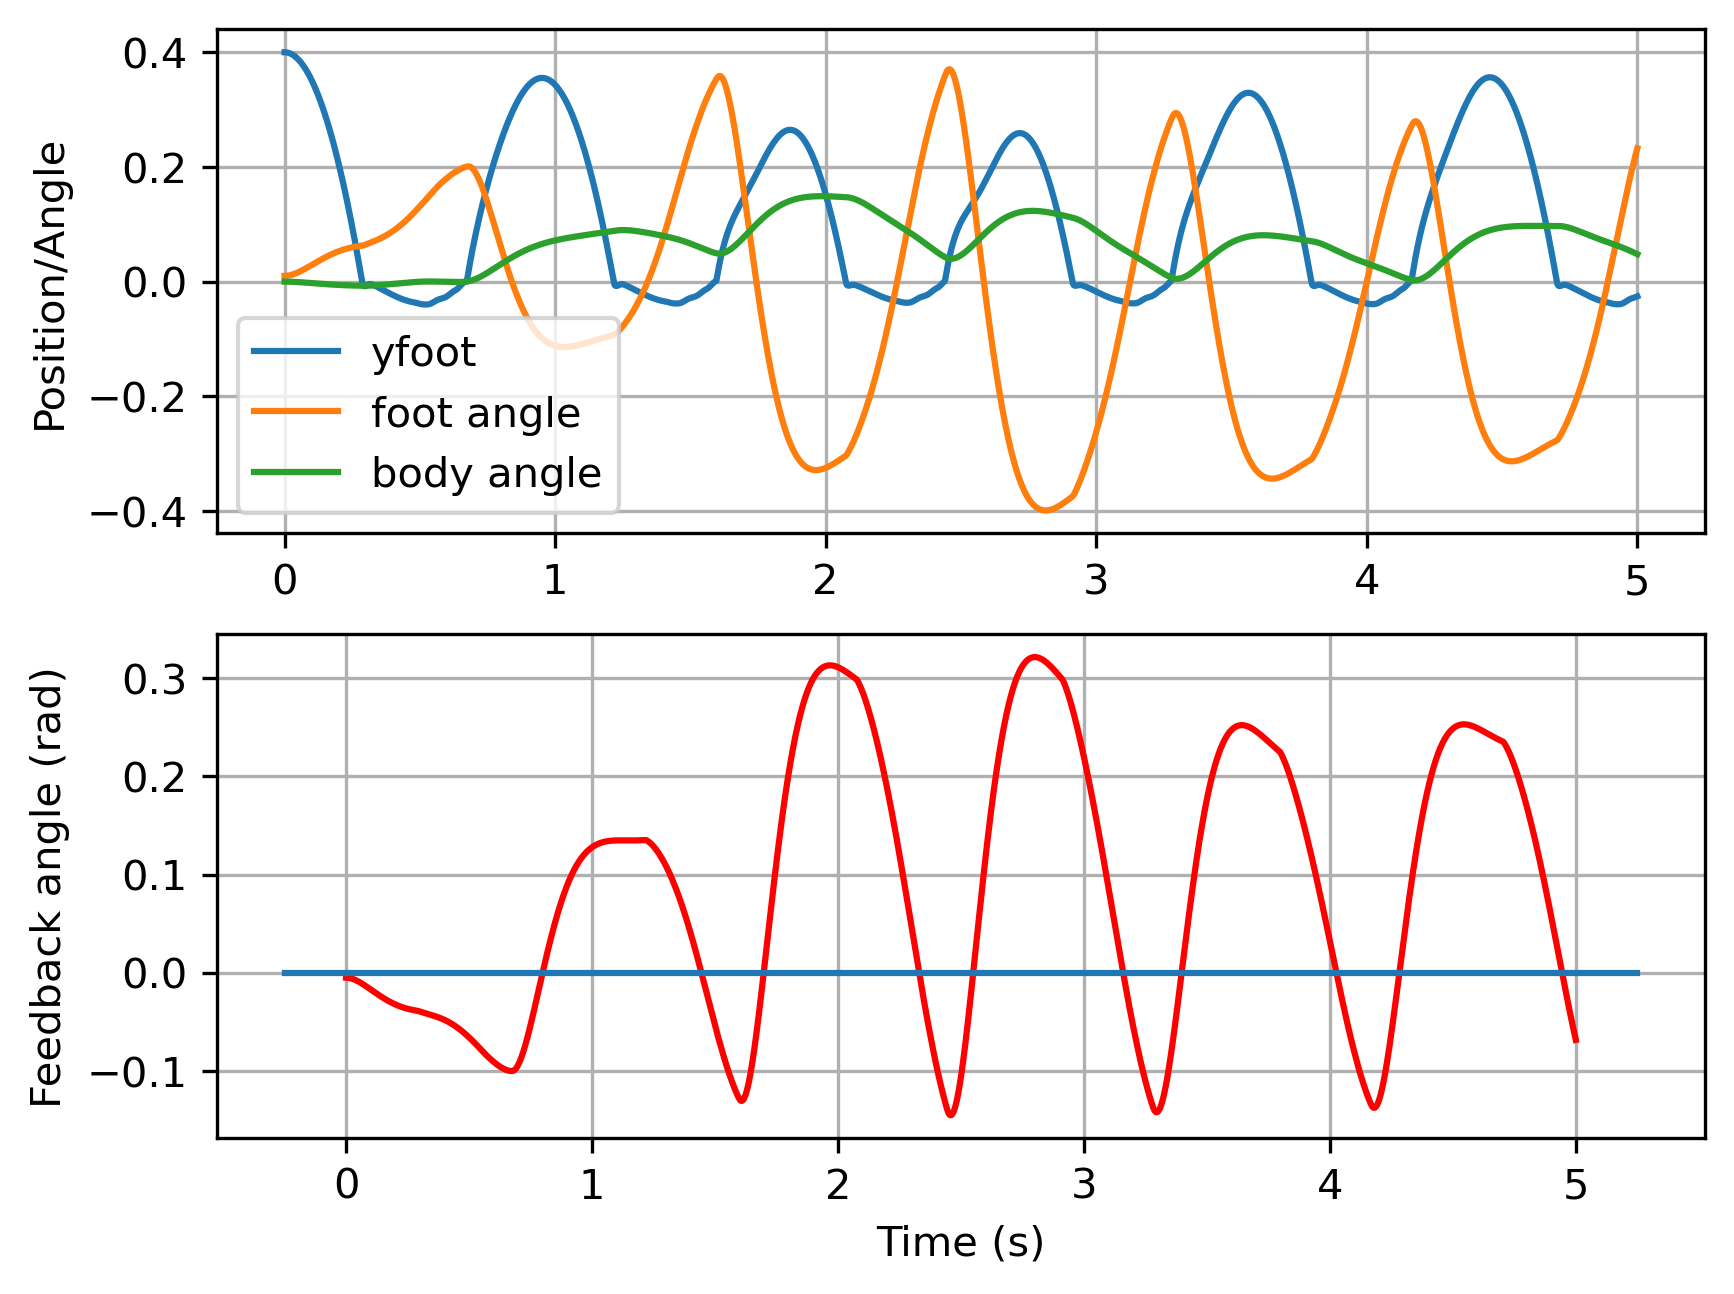 Position/Angle
0.4
0.2
0.0
−0.2
−0.4
yfoot
foot angle
body angle
0 1 2 3 4 5
Feedback angle (rad)
0.3
0.2
0.1
0.0
−0.1
0 1 2 3 4 5
Time (s)